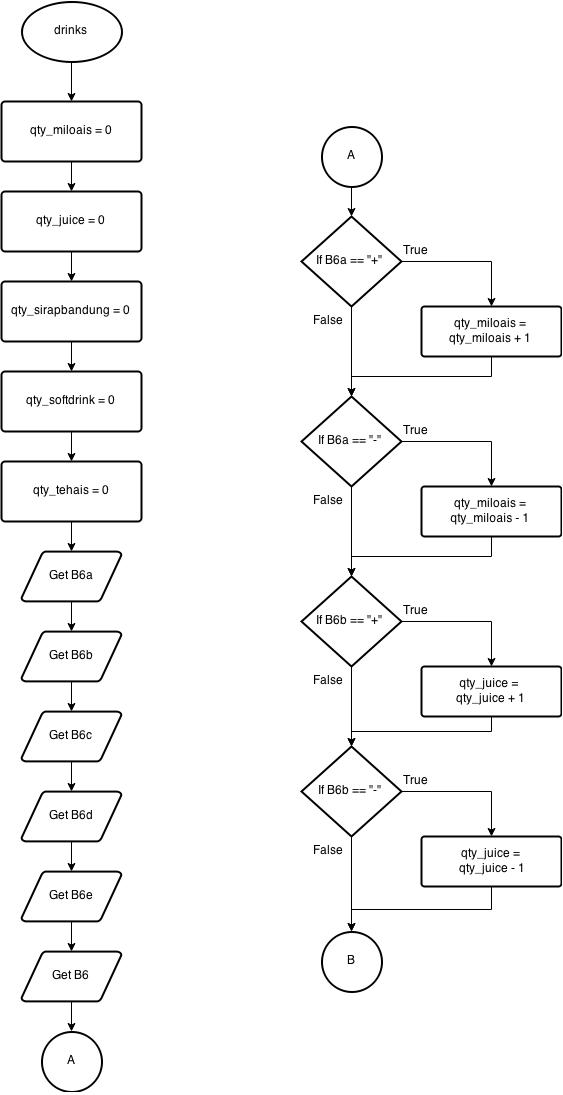 drinks
qty_miloais = 0
qty_juice = 0
qty_sirapbandung = 0
qty_softdrink = 0
qty_tehais = 0
Get B6a
Get B6b
Get B6c
Get B6d
Get B6e
Get B6
A
A
If B6a == "+"
True
False
qty_miloais =
qty_miloais + 1
If B6a == "-"
True
False
qty_miloais =
qty_miloais - 1
If B6b == "+"
True
False
qty_juice =
qty_juice + 1
If B6b == "-"
True
False
qty_juice =
qty_juice - 1
B